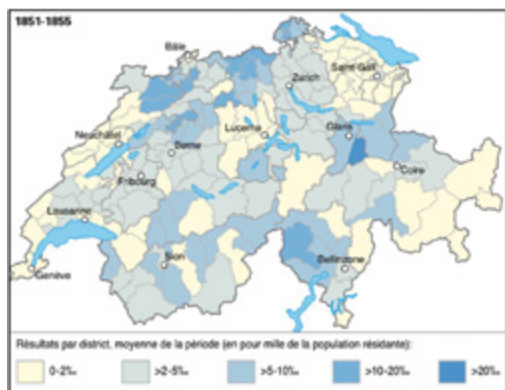 1851-1855
Bâle
Zurich
Saint-Gall
Neuchâtel
Lucerne
Glaris
Berne
Coire
Fribourg
Lausanne
Sion
Bellinzone
Genève
Résultats par district, moyenne de la période (en pour mille de la population résidante):
0-2‰ >2-5‰ >5-10‰ >10-20‰ >20‰